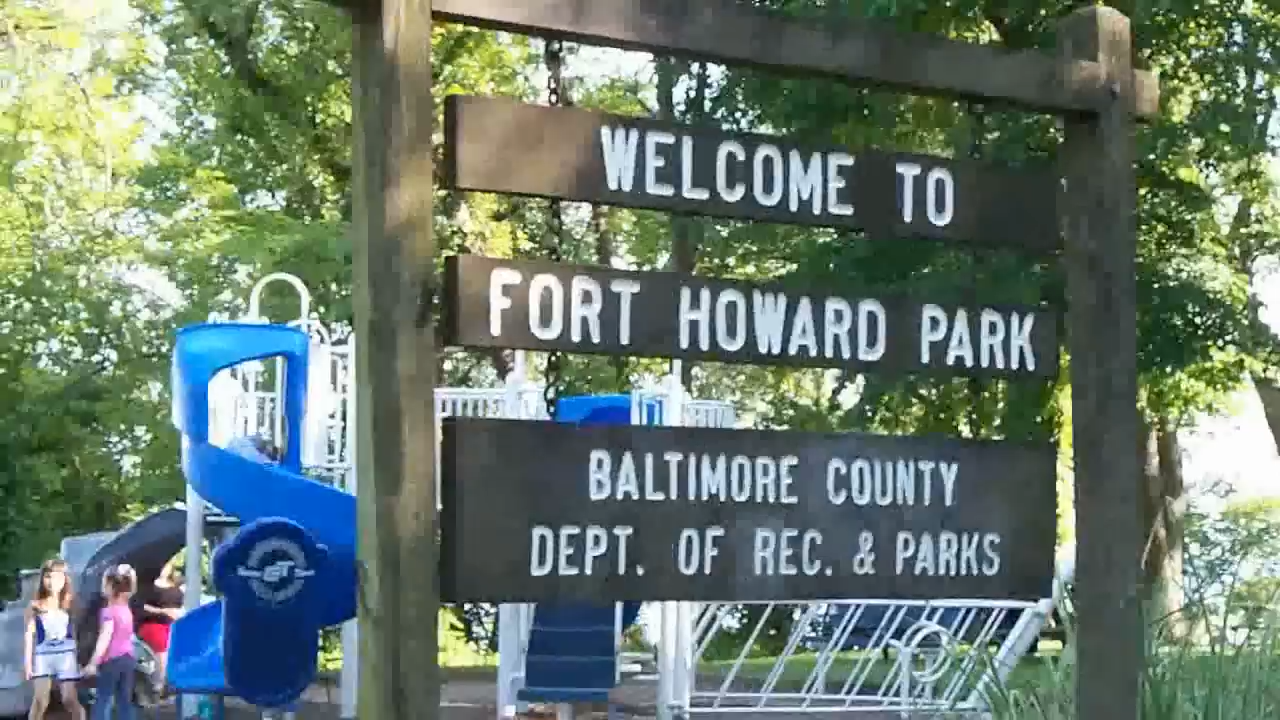 WELCOME TO
FORT HOWARD PARK
BALTIMORE COUNTY
DEPT. OF REC. & PARKS